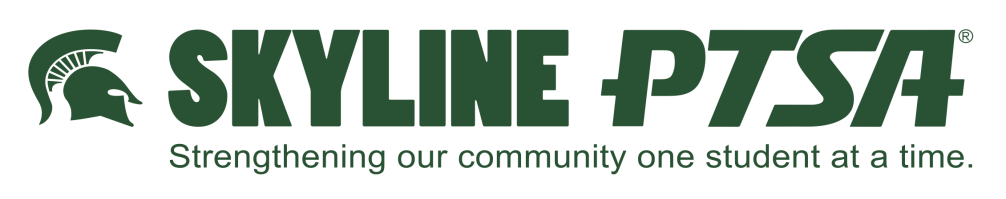 SKYLINE PTSA®
Strengthening our community one student at a time.